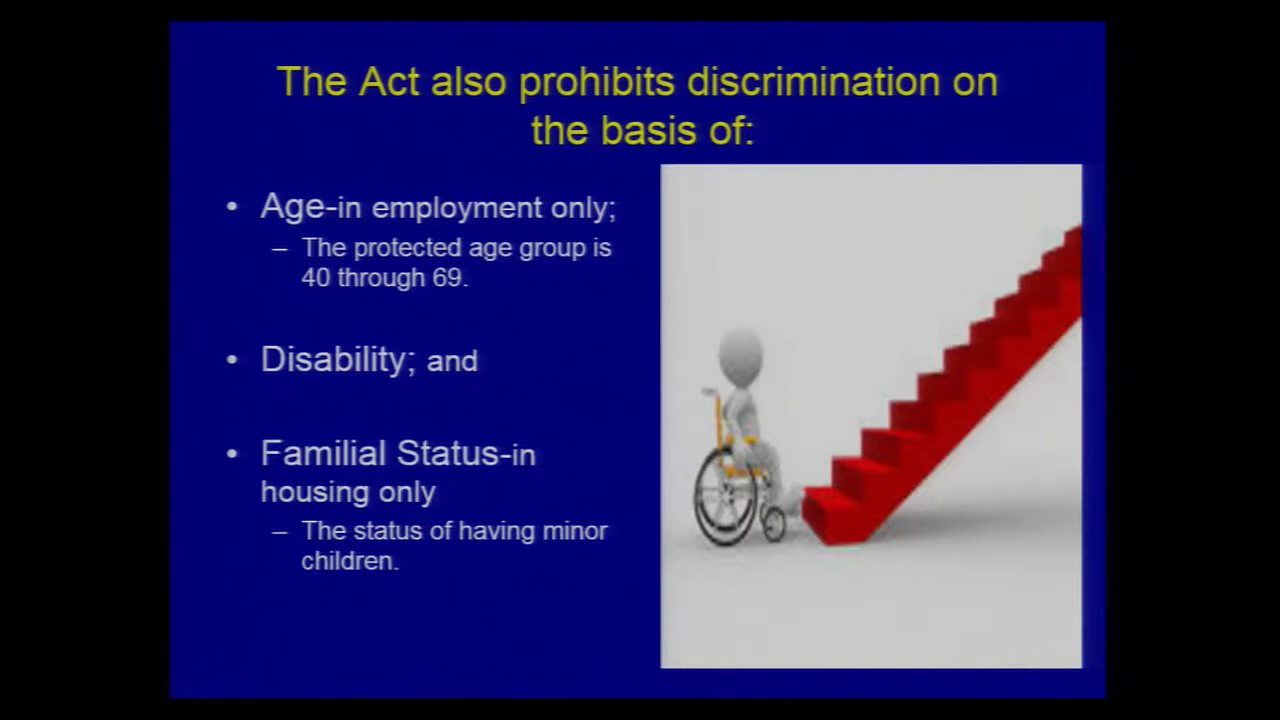 The Act also prohibits discrimination on
the basis of:
• Age-in employment only;
– The protected age group is
40 through 69.
• Disability; and
• Familial Status-in
housing only
– The status of having minor
children.